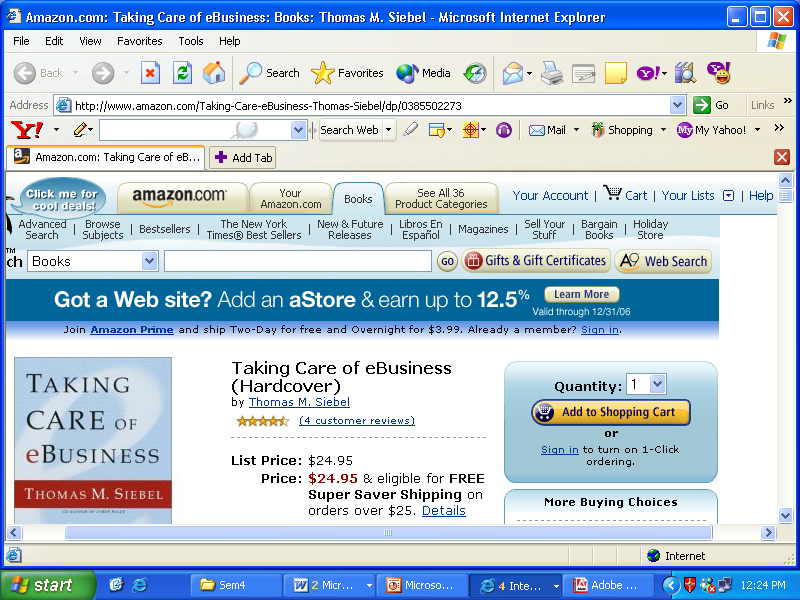 Amazon.com: Taking Care of eBusiness: Books: Thomas M. Siebel - Microsoft Internet Explorer
File Edit View Favorites Tools Help
Back Search Favorites Media
Address http://www.amazon.com/Taking-Care-eBusiness-Thomas-Siebel/dp/0385502273 Go Links »
Y! Search Web Mail Shopping My Yahoo! »
Amazon.com: Taking Care of eB... Add Tab
Click me for
cool deals!
amazon.com
Your
Amazon.com
Books
See All 36
Product Categories
Your Account | Cart | Your Lists | Help
Advanced
Search
| Browse
Subjects
| Bestsellers
| The New York
Times® Best Sellers
| New & Future
Releases
| Libros En
Español
| Magazines
| Sell Your
Stuff
| Bargain
Books
| Holiday
Store
™
ch Books GO Gifts & Gift Certificates A9 Web Search
Got a Web site? Add an aStore & earn up to 12.5% Learn More
Valid through 12/31/06
Join Amazon Prime and ship Two-Day for free and Overnight for $3.99. Already a member? Sign in.
TAKING
CARE OF
eBUSINESS
THOMAS M. SIEBEL
CO-AUTHOR OF CYBER RULES
Taking Care of eBusiness
(Hardcover)
by Thomas M. Siebel
(4 customer reviews)
List Price: $24.95
Price: $24.95 & eligible for FREE
Super Saver Shipping on
orders over $25. Details
Quantity: 1
Add to Shopping Cart
or
Sign in to turn on 1-Click
ordering.
More Buying Choices
Internet
start Sem4 2 Micr... Microso... 4 Inte... Adobe ... 12:24 PM